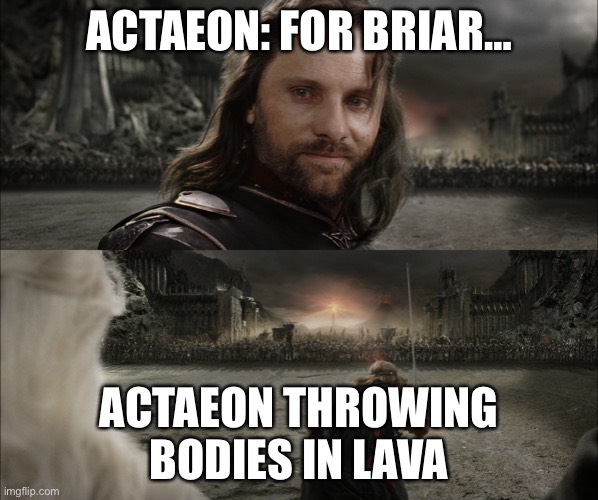 ACTAEON: FOR BRIAR...
ACTAEON THROWING
BODIES IN LAVA
imgflip.com